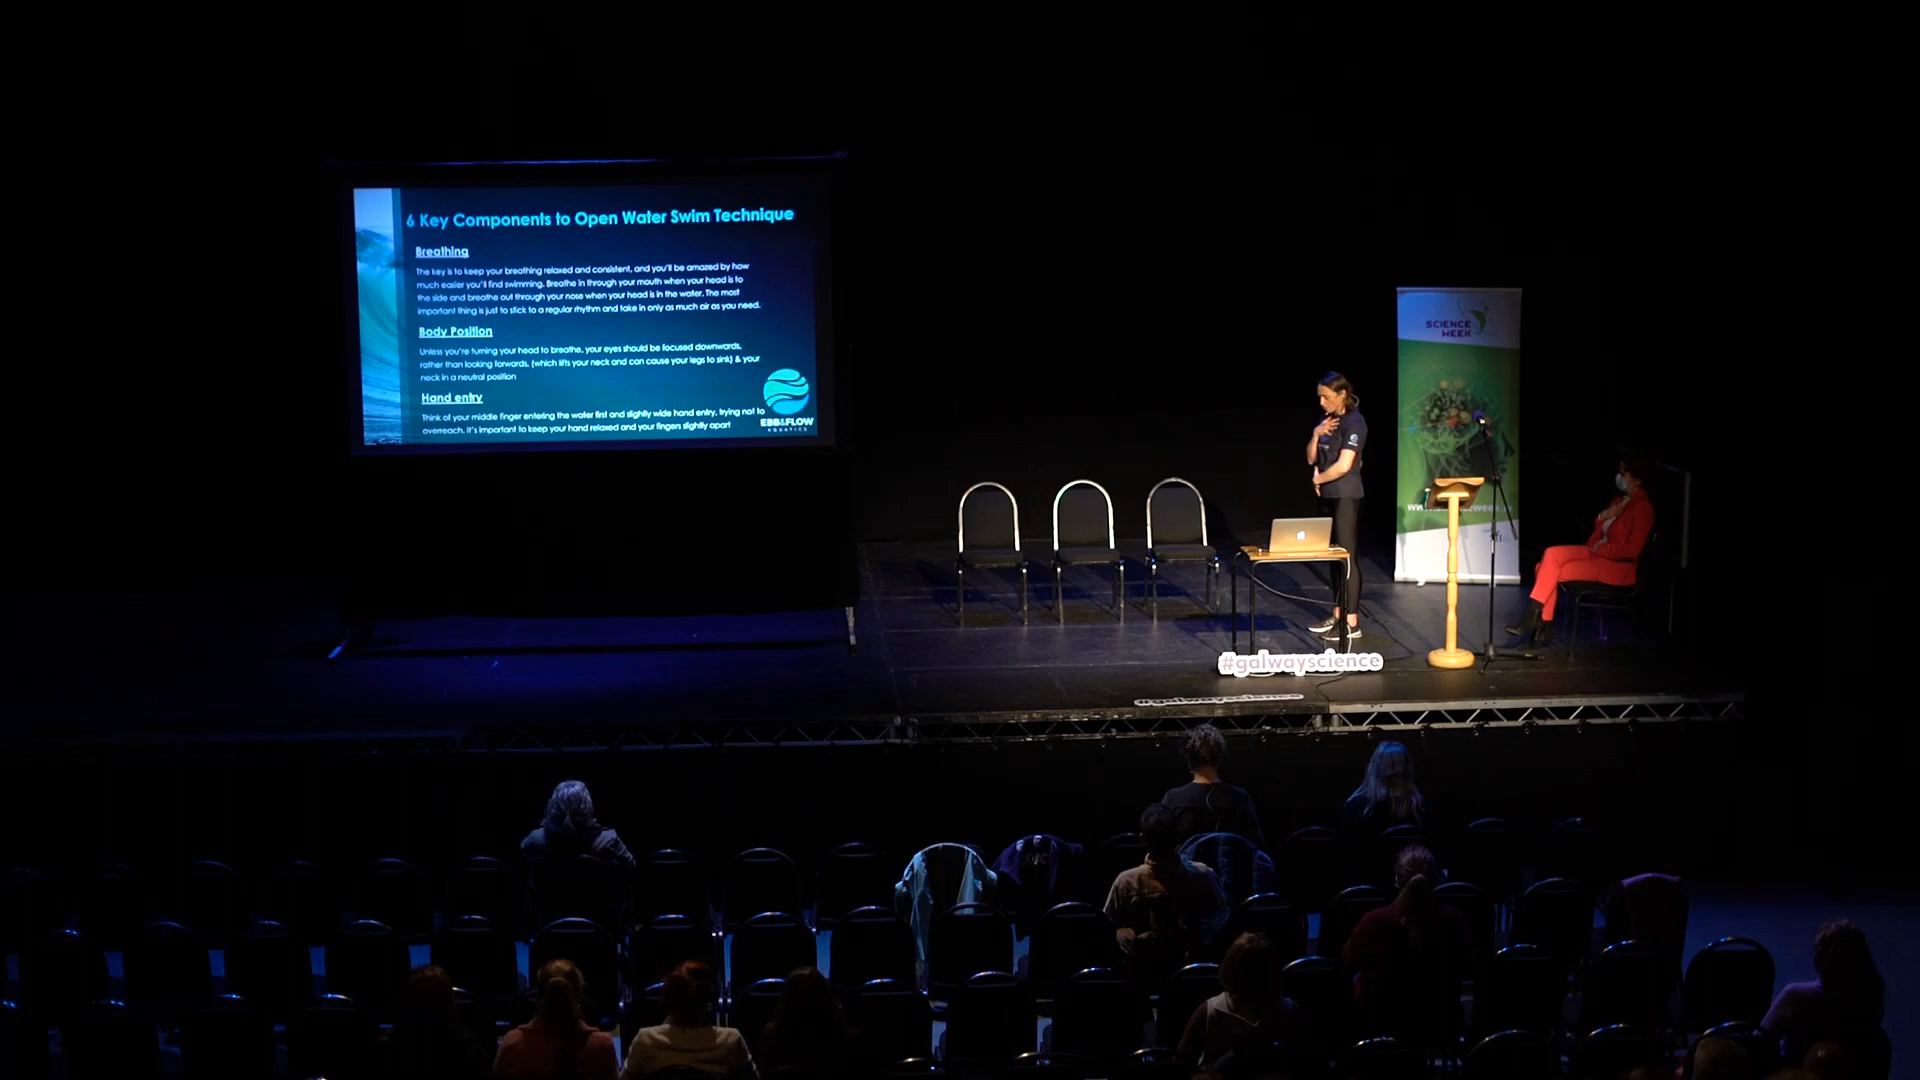 6 Key Components to Open Water Swim Technique
Breathing
The key is to keep your breathing relaxed and consistent, and you'll be amazed by how
much easier you'll find swimming. Breathe in through your mouth when your head is to
the side and breathe out through your nose when your head is in the water. The most
important thing is just to stick to a regular rhythm and take in only as much air as you need.
Body Position
Unless you're turning your head to breathe, your eyes should be focused downwards,
rather than looking forwards, (which lifts your neck and can cause your legs to sink) & your
neck in a neutral position
Hand entry
Think of your middle finger entering the water first and slightly wide hand entry, trying not to
overreach. It's important to keep your hand relaxed and your fingers slightly apart
EBB&FLOW
AQUATICS
SCIENCE
WEEK
#galwayscience
#galwayscience